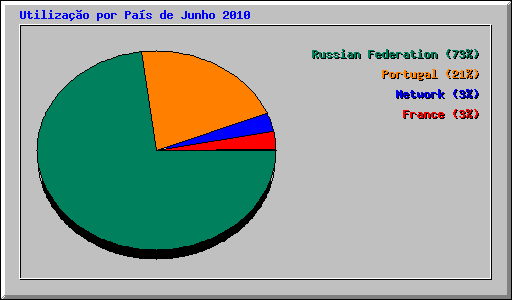 Utilização por País de Junho 2010
Russian Federation (73%)
Portugal (21%)
Network (3%)
France (3%)